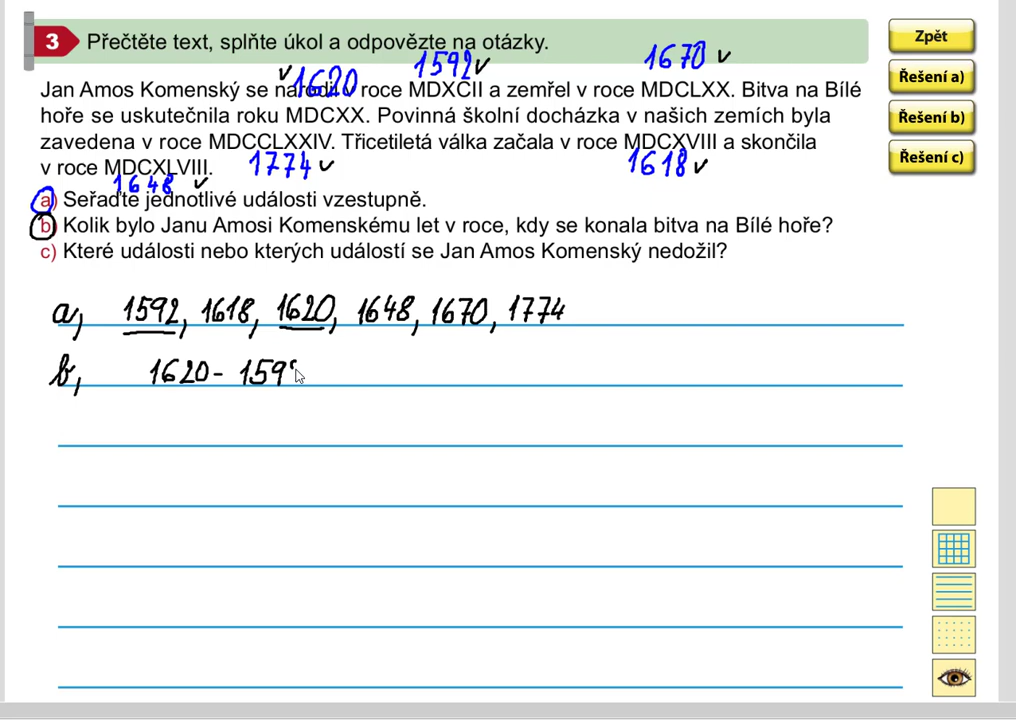 3 Přečtěte text, splňte úkol a odpovězte na otázky.
Zpět
Řešení a)
Řešení b)
Řešení c)
1620 1592 1670
Jan Amos Komenský se narodil v roce MDXCII a zemřel v roce MDCLXX. Bitva na Bílé
hoře se uskutečnila roku MDCXX. Povinná školní docházka v našich zemích byla
zavedena v roce MDCCLXXIV. Třicetiletá válka začala v roce MDCXVIII a skončila
v roce MDCXLVIII. 1774 1618
1648
a) Seřaďte jednotlivé události vzestupně.
b) Kolik bylo Janu Amosi Komenskému let v roce, kdy se konala bitva na Bílé hoře?
c) Které události nebo kterých událostí se Jan Amos Komenský nedožil?
a, 1592, 1618, 1620, 1648, 1670, 1774
b, 1620 - 159